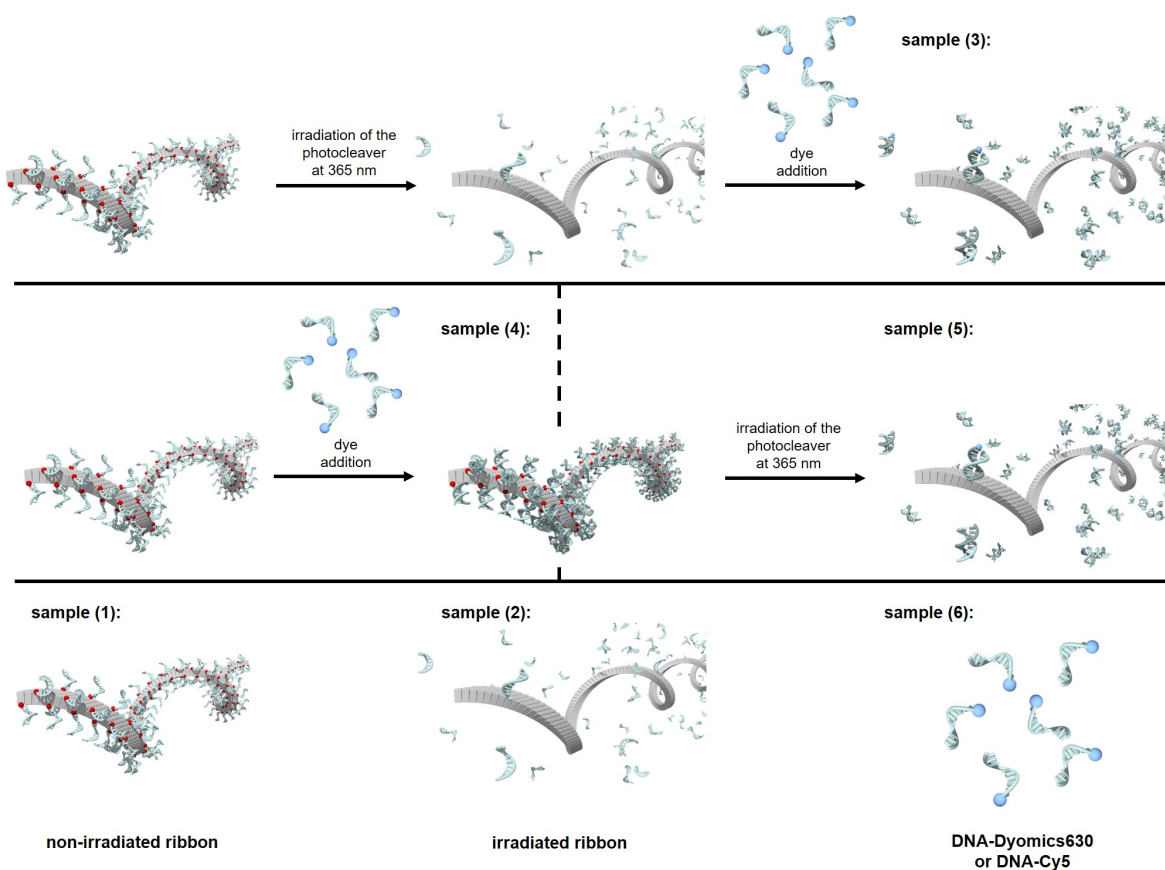 sample (3):
irradiation of the
photocleaver
at 365 nm
dye
addition
sample (4):
sample (5):
dye
addition
irradiation of the
photocleaver
at 365 nm
sample (1):
sample (2):
sample (6):
non-irradiated ribbon
irradiated ribbon
DNA-Dyomics630
or DNA-Cy5